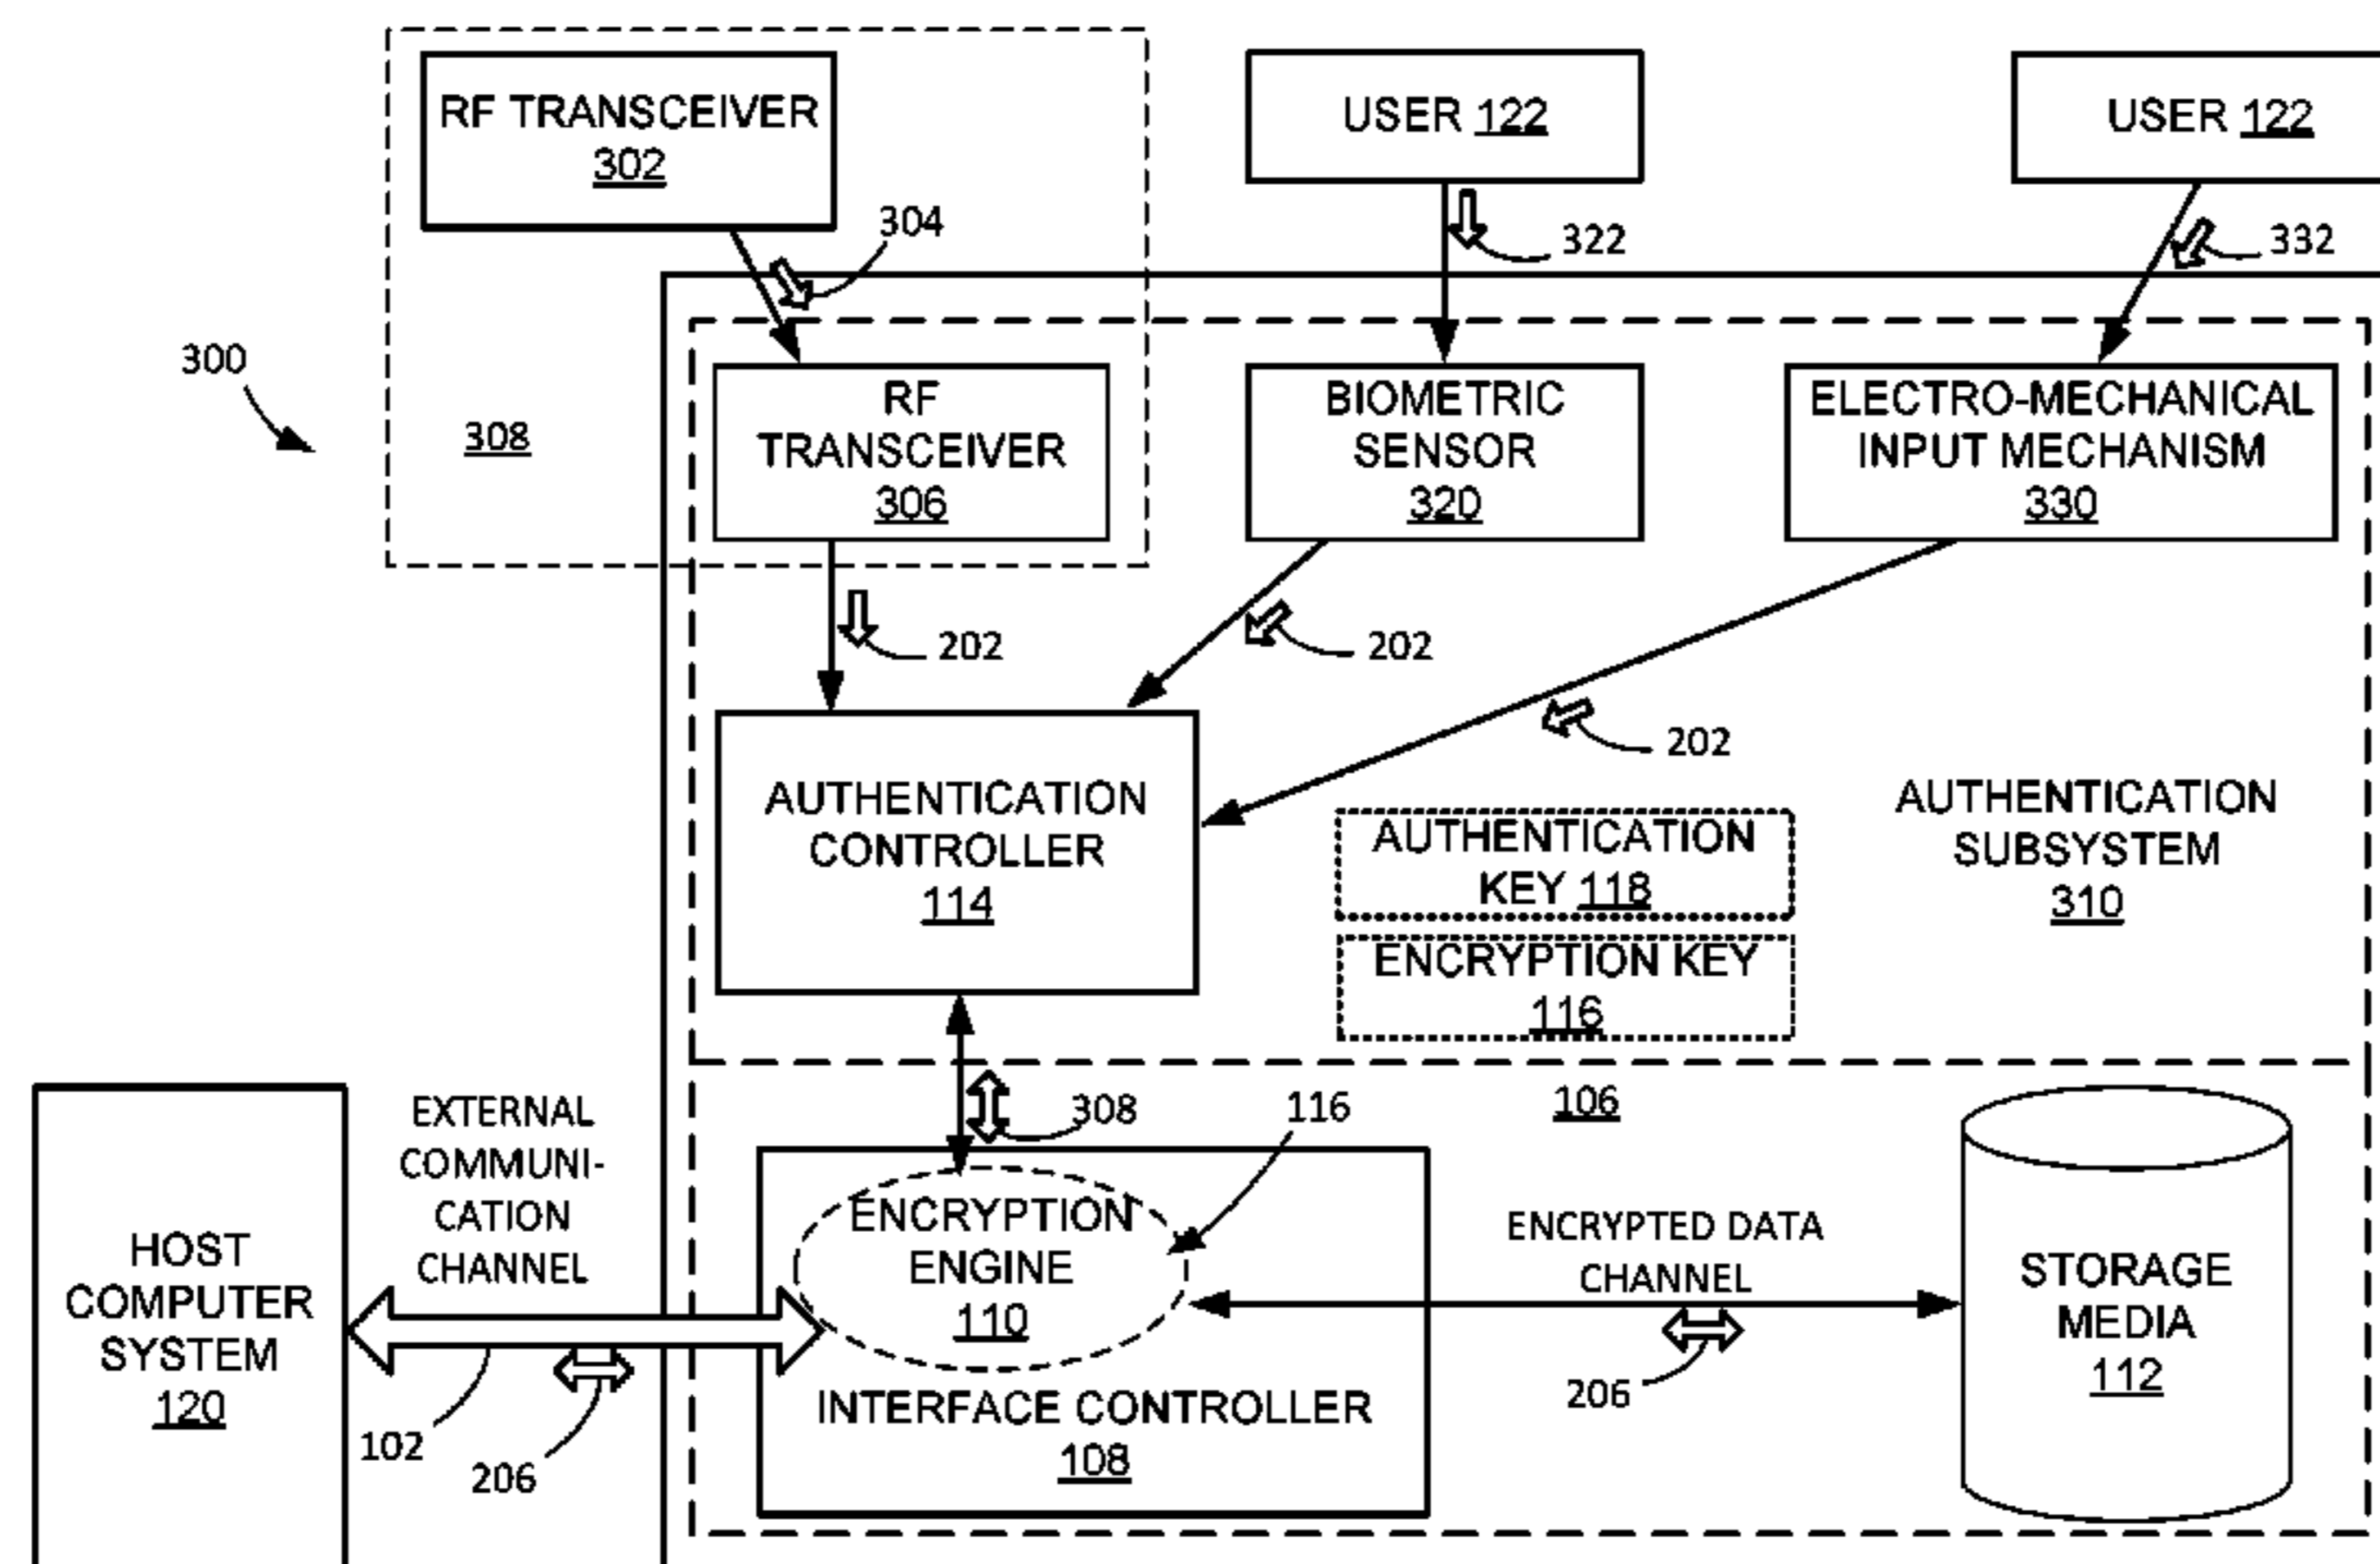 RF TRANSCEIVER
302
USER 122
USER 122
304
322
332
300
308
RF
TRANSCEIVER
306
BIOMETRIC
SENSOR
320
ELECTRO-MECHANICAL
INPUT MECHANISM
330
202
202
202
AUTHENTICATION
CONTROLLER
114
AUTHENTICATION
KEY 118
ENCRYPTION KEY
116
AUTHENTICATION
SUBSYSTEM
310
308
116
106
EXTERNAL
COMMUNI-
CATION
CHANNEL
HOST
COMPUTER
SYSTEM
120
102
206
ENCRYPTION
ENGINE
110
INTERFACE CONTROLLER
108
ENCRYPTED DATA
CHANNEL
206
STORAGE
MEDIA
112